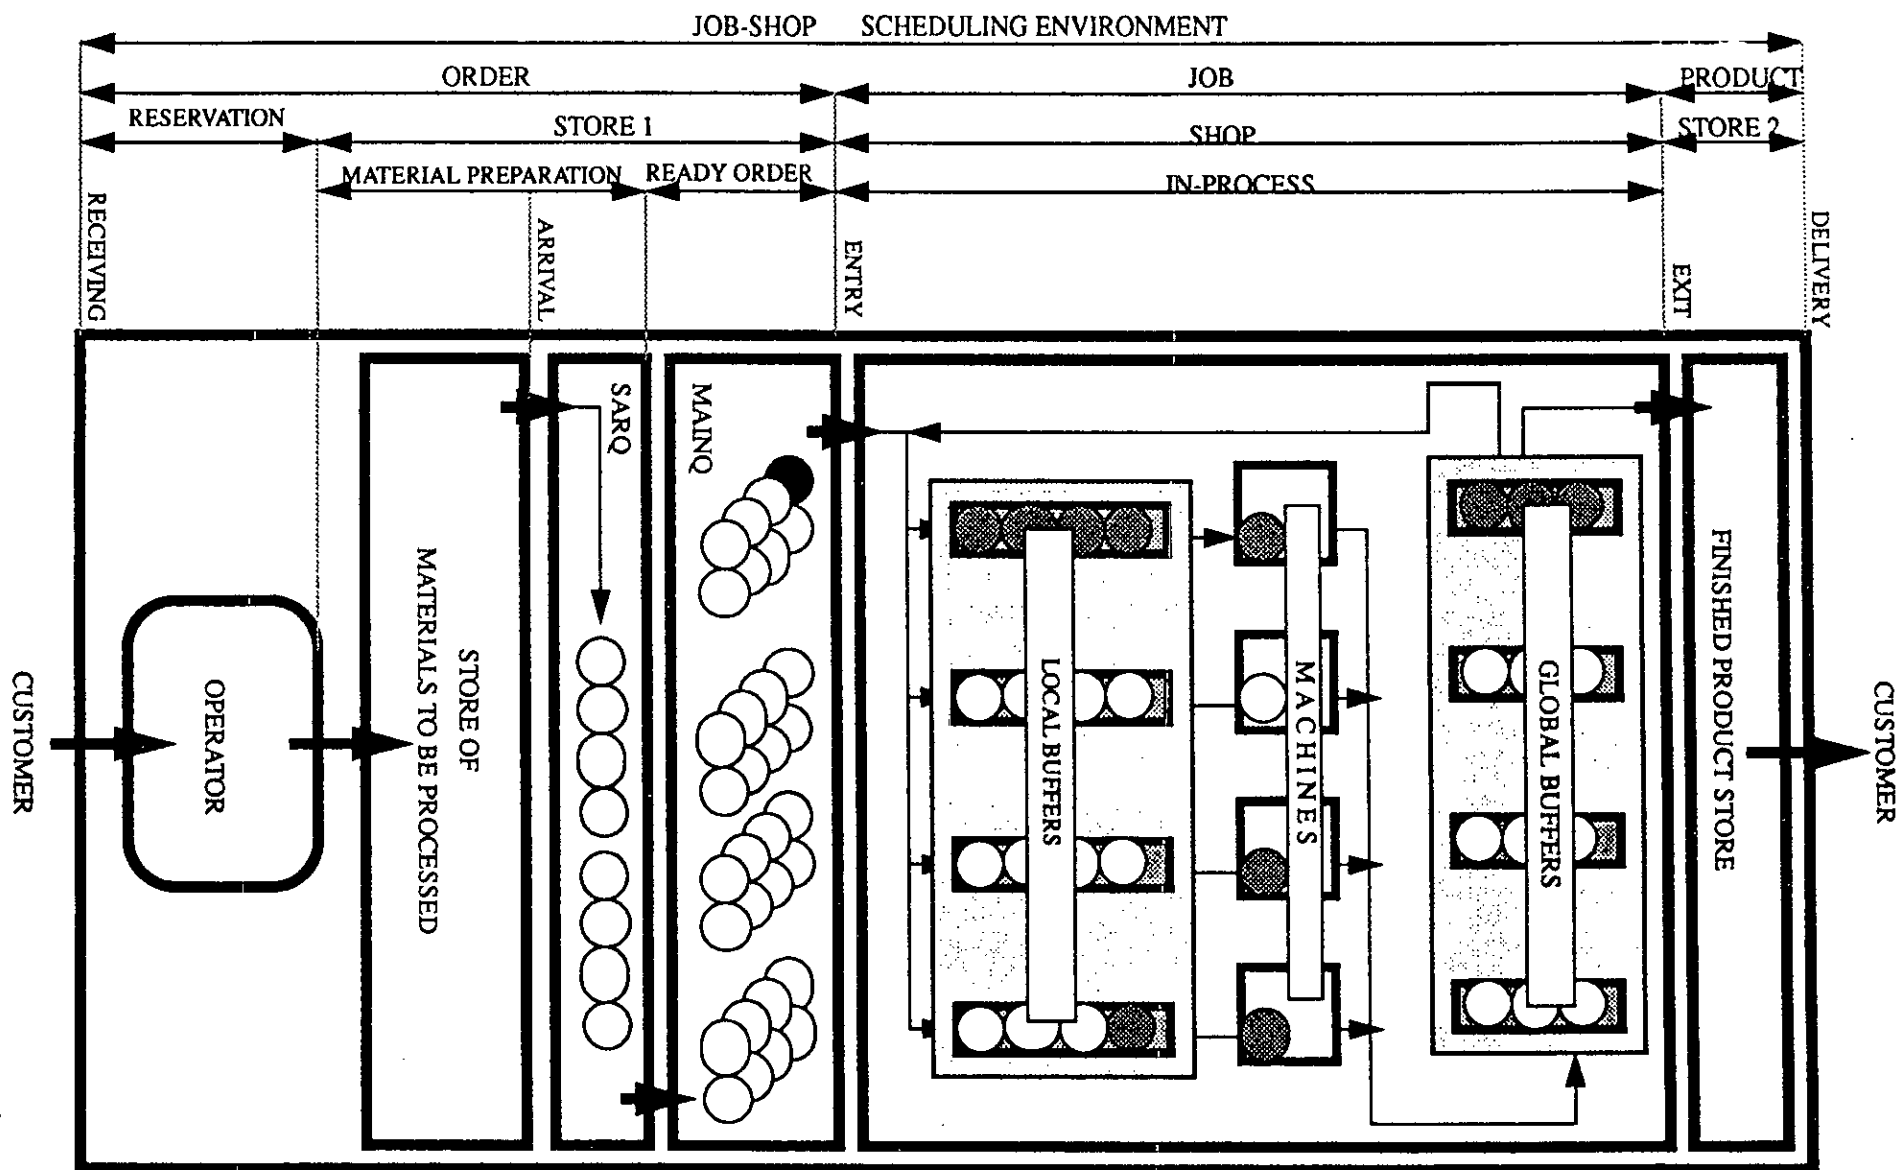 JOB-SHOP SCHEDULING ENVIRONMENT
ORDER
JOB
PRODUCT
RESERVATION
STORE 1
SHOP
STORE 2
MATERIAL PREPARATION
READY ORDER
IN-PROCESS
RECEIVING
ARRIVAL
ENTRY
EXIT
DELIVERY
CUSTOMER
OPERATOR
STORE OF
MATERIALS TO BE PROCESSED
SARQ
MAINQ
LOCAL BUFFERS
MACHINES
GLOBAL BUFFERS
FINISHED PRODUCT STORE
CUSTOMER